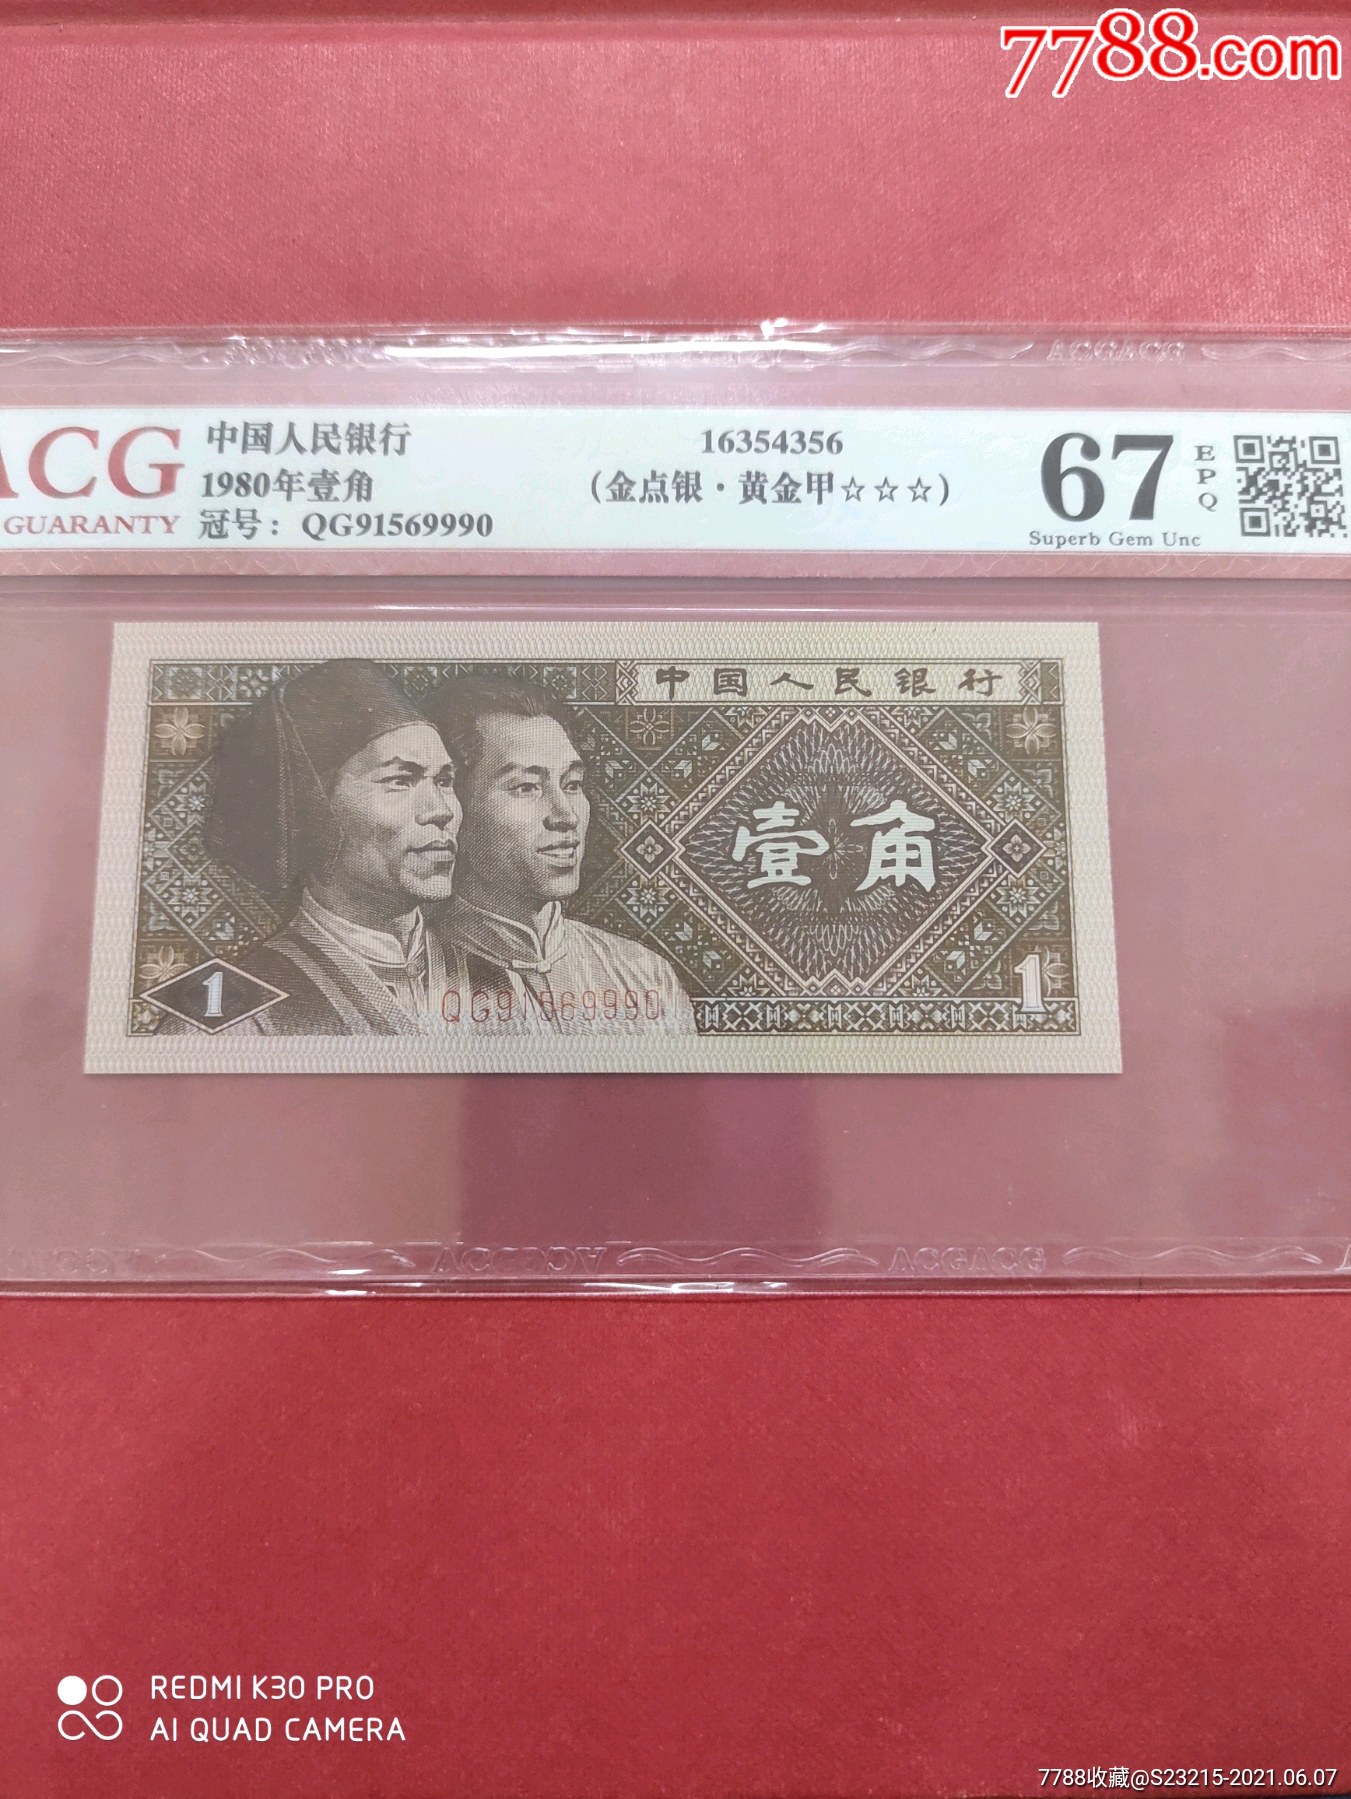 7788.com
ACG
GUARANTY
中国人民银行
1980年壹角
冠号：QG91569990
16354356
（金点银·黄金甲☆☆☆）
67
EPQ
Superb Gem Unc
中国人民银行
壹角
QG91569990
1
1
ACGACG
REDMI K30 PRO
AI QUAD CAMERA
7788收藏@S23215-2021.06.07